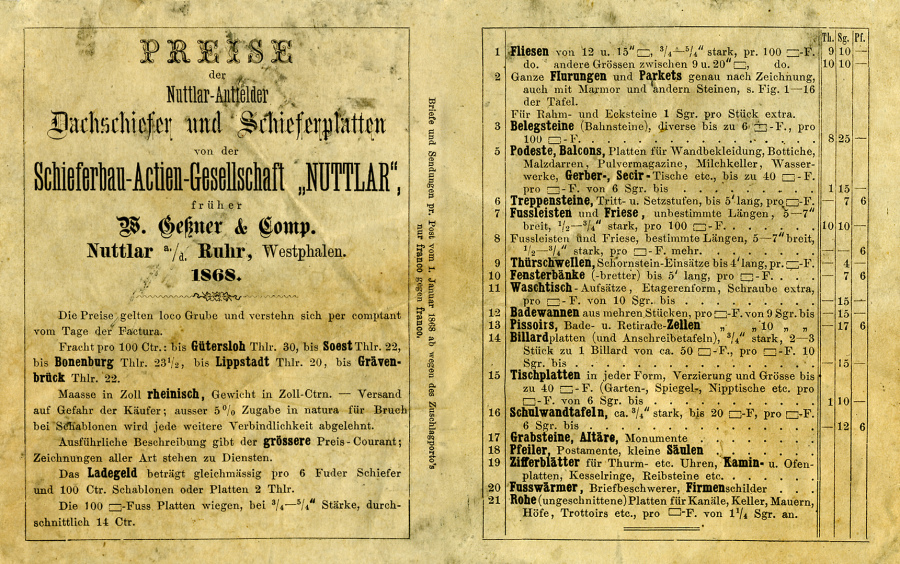 PREISE
der
Nuttlar-Antfelder
Dachschiefer und Schieferplatten
von der
Schieferbau-Actien-Gesellschaft „NUTTLAR“,
früher
W. Geßner & Comp.
Nuttlar a./d. Ruhr, Westphalen.
1868.
Die Preise gelten loco Grube und verstehn sich per comptant
vom Tage der Factura.
Fracht pro 100 Ctr.: bis Gütersloh Thlr. 30, bis Soest Thlr. 22,
bis Bonenburg Thlr. 23½, bis Lippstadt Thlr. 20, bis Gräven-
brück Thlr. 22.
Maasse in Zoll rheinisch, Gewicht in Zoll-Ctrn. — Versand
auf Gefahr der Käufer; ausser 5% Zugabe in natura für Bruch
bei Schablonen wird jede weitere Verbindlichkeit abgelehnt.
Ausführliche Beschreibung gibt der grössere Preis-Courant;
Zeichnungen aller Art stehen zu Diensten.
Das Ladegeld beträgt gleichmässig pro 6 Fuder Schiefer
und 100 Ctr. Schablonen oder Platten 2 Thlr.
Die 100 ▭-Fuss Platten wiegen, bei ¾—5/4" Stärke, durch-
schnittlich 14 Ctr.
Briefe und Sendungen pr. Post vom 1. Januar 1868 ab wegen des Zuschlagporto's
nur franco gegen franco.
Th. Sg. Pf.
1 Fliesen von 12 u. 15" ▭, ¾—5/4" stark, pr. 100 ▭-F. 9 10 —
do. andere Grössen zwischen 9 u. 20" ▭, do. 10 10 —
2 Ganze Flurungen und Parkets genau nach Zeichnung,
auch mit Marmor und andern Steinen, s. Fig. 1—16
der Tafel.
Für Rahm- und Ecksteine 1 Sgr. pro Stück extra.
3 Belegsteine (Bahnsteine), diverse bis zu 6 ▭-F., pro
100 ▭-F. 8 25 —
5 Podeste, Balcons, Platten für Wandbekleidung, Bottiche,
Malzdarren, Pulvermagazine, Milchkeller, Wasser-
werke, Gerber-, Secir-Tische etc., bis zu 40 ▭-F.
pro ▭-F. von 6 Sgr. bis 1 15 —
6 Treppensteine, Tritt- u. Setzstufen, bis 5' lang, pro ▭-F. — 7 6
7 Fussleisten und Friese, unbestimmte Längen, 5—7"
breit, ½—¾" stark, pro 100 ▭-F. 10 10 —
8 Fussleisten und Friese, bestimmte Längen, 5—7" breit,
½—¾" stark, pro ▭-F. mehr. — — 6
9 Thürschwellen, Schornstein-Einsätze bis 4' lang, pr. ▭-F. — 4 —
10 Fensterbänke (-bretter) bis 5' lang, pro ▭-F. — 7 6
11 Waschtisch-Aufsätze, Etagerenform, Schraube extra,
pro ▭-F. von 10 Sgr. bis — 15 —
12 Badewannen aus mehren Stücken, pro ▭-F. von 9 Sgr. bis — 15 —
13 Pissoirs, Bade- u. Retirade-Zellen „ „ 10 „ „ — 17 6
14 Billardplatten (und Anschreibetafeln), ¾" stark, 2—3
Stück zu 1 Billard von ca. 50 ▭-F., pro ▭-F. 10
Sgr. bis — 15 —
15 Tischplatten in jeder Form, Verzierung und Grösse bis
zu 40 ▭-F. (Garten-, Spiegel-, Nipptische etc. pro
▭-F. von 6 Sgr. bis 1 10 —
16 Schulwandtafeln, ca. ¾" stark, bis 20 ▭-F, pro ▭-F.
6 Sgr. bis — 12 6
17 Grabsteine, Altäre, Monumente
18 Pfeiler, Postamente, kleine Säulen
19 Zifferblätter für Thurm- etc. Uhren, Kamin- u. Ofen-
platten, Kesselringe, Reibsteine etc.
20 Fusswärmer, Briefbeschwerer, Firmenschilder
21 Rohe (ungeschnittene) Platten für Kanäle, Keller, Mauern,
Höfe, Trottoirs etc., pro ▭-F. von 1¼ Sgr. an.